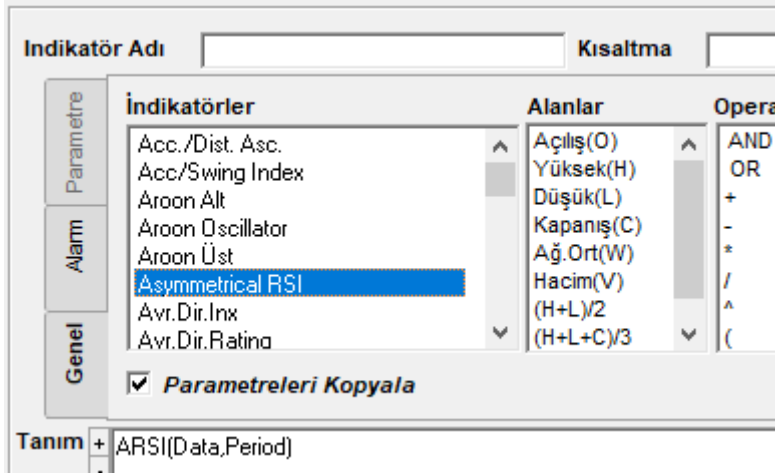 Indikatör Adı Kısaltma
Parametre
Alarm
Genel
İndikatörler
Acc./Dist. Asc.
Acc/Swing Index
Aroon Alt
Aroon Oscillator
Aroon Üst
Asymmetrical RSI
Avr.Dir.Inx
Avr.Dir.Rating
Alanlar
Açılış(O)
Yüksek(H)
Düşük(L)
Kapanış(C)
Ağ.Ort(W)
Hacim(V)
(H+L)/2
(H+L+C)/3
Opera
AND
OR
+
-
*
/
^
(
Parametreleri Kopyala
Tanım + ARSI(Data,Period)